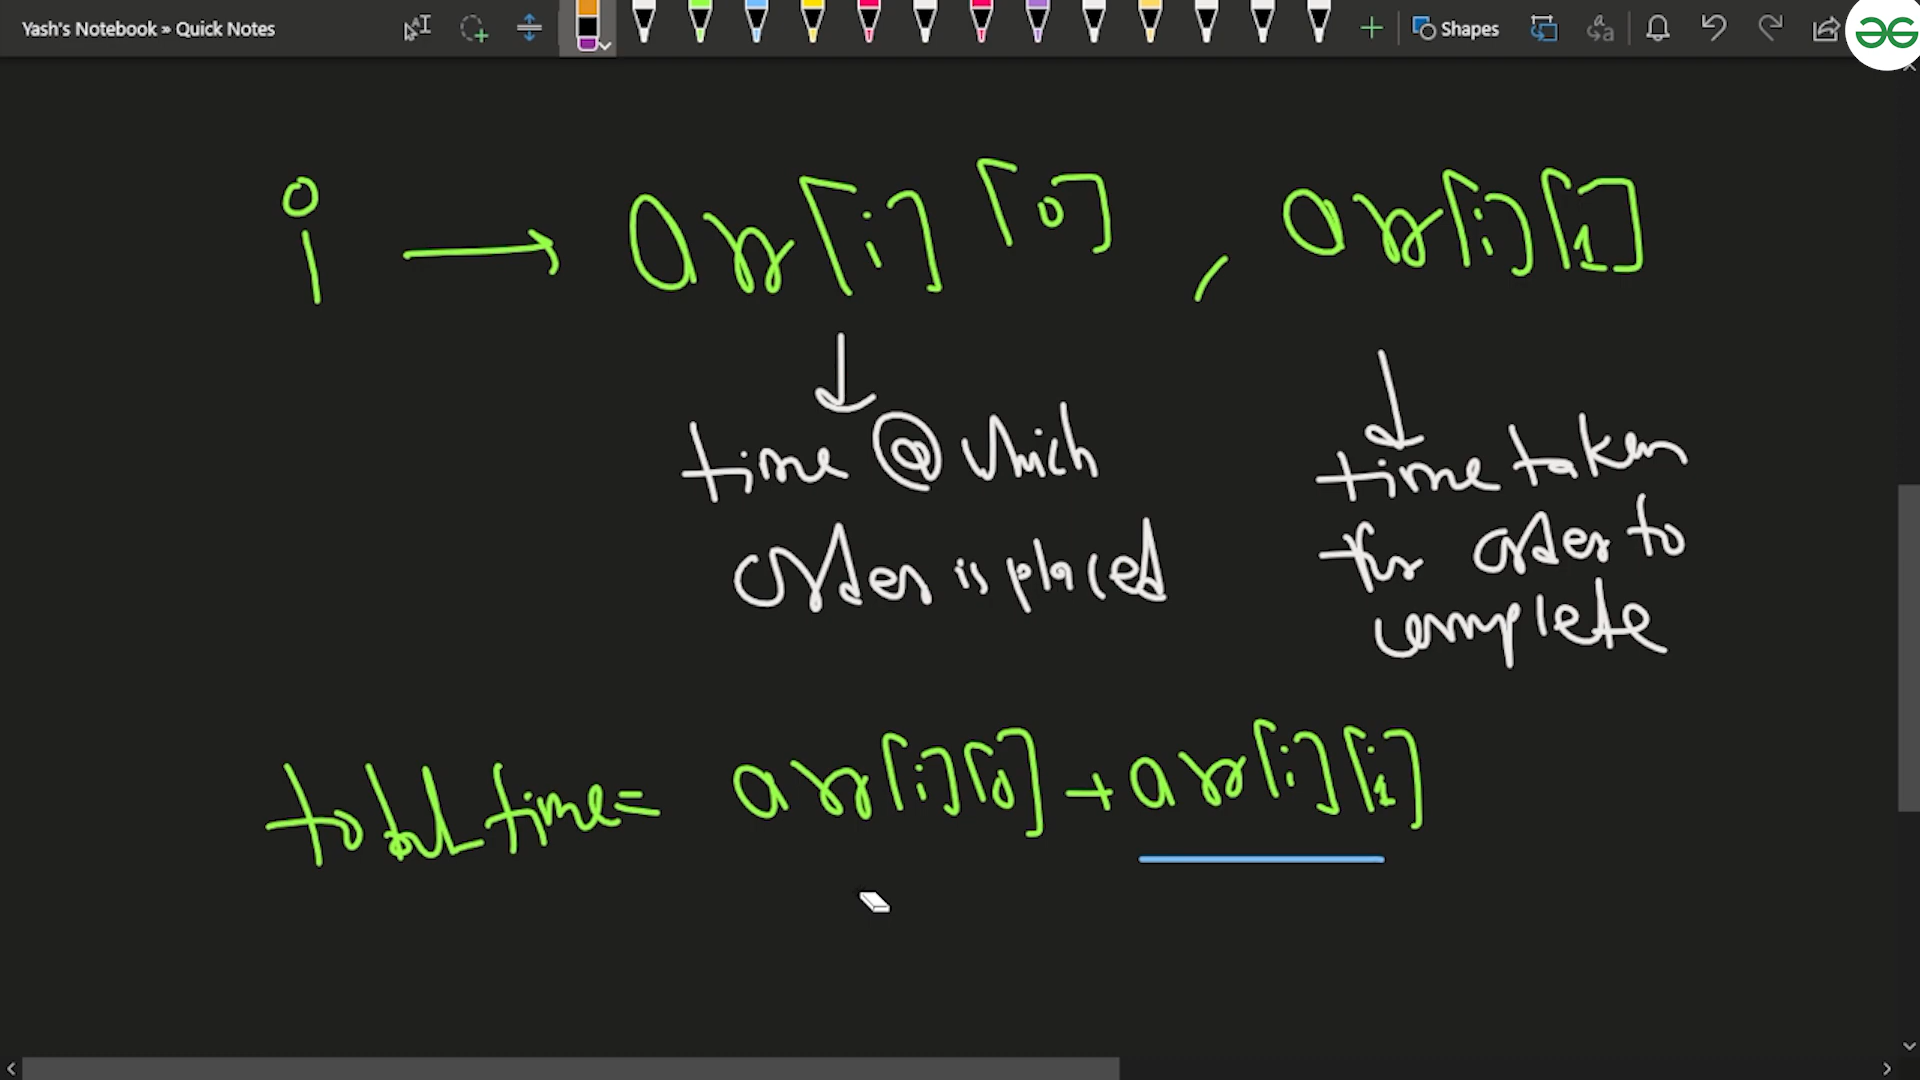 Yash's Notebook » Quick Notes
Shapes
i → arr[i][0] , arr[i][1]
time @ which
order is placed
time taken
for order to
complete
total time = arr[i][0] + arr[i][1]